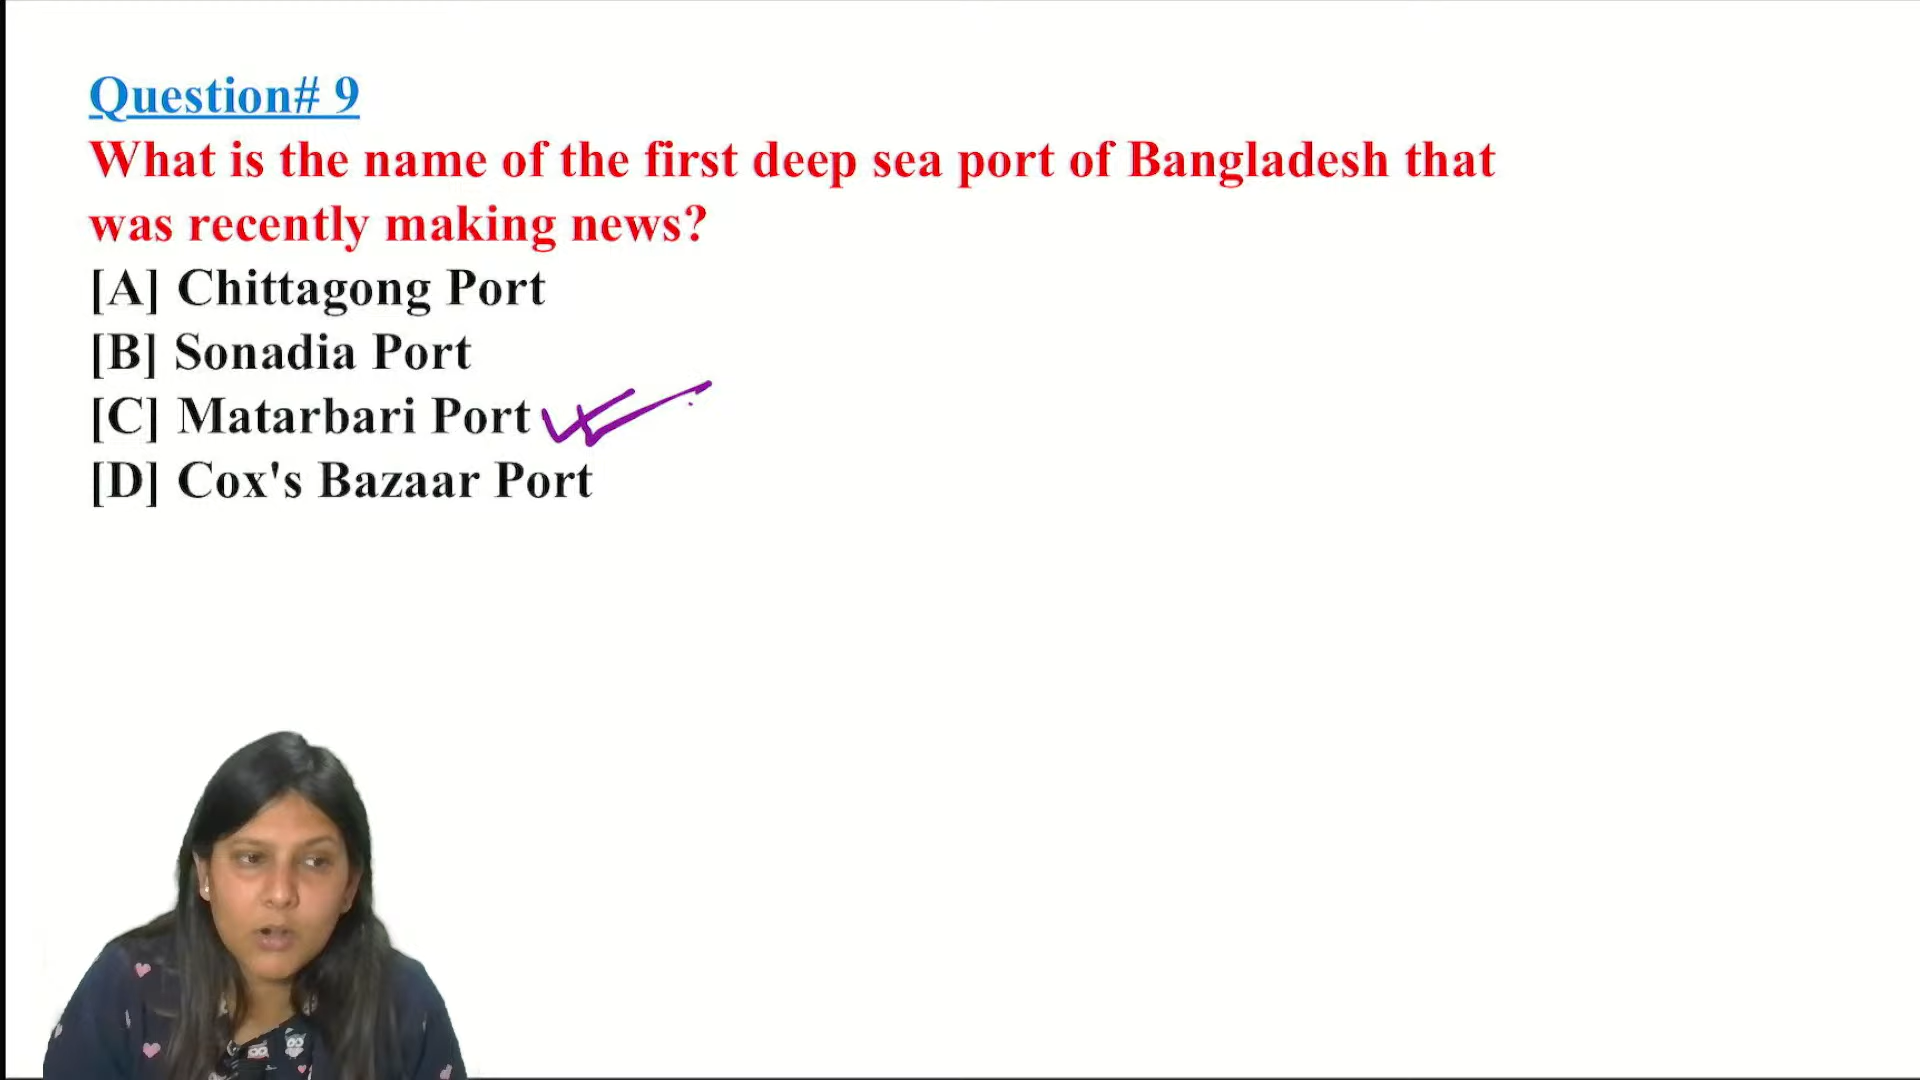 Question# 9
What is the name of the first deep sea port of Bangladesh that
was recently making news?
[A] Chittagong Port
[B] Sonadia Port
[C] Matarbari Port
[D] Cox's Bazaar Port